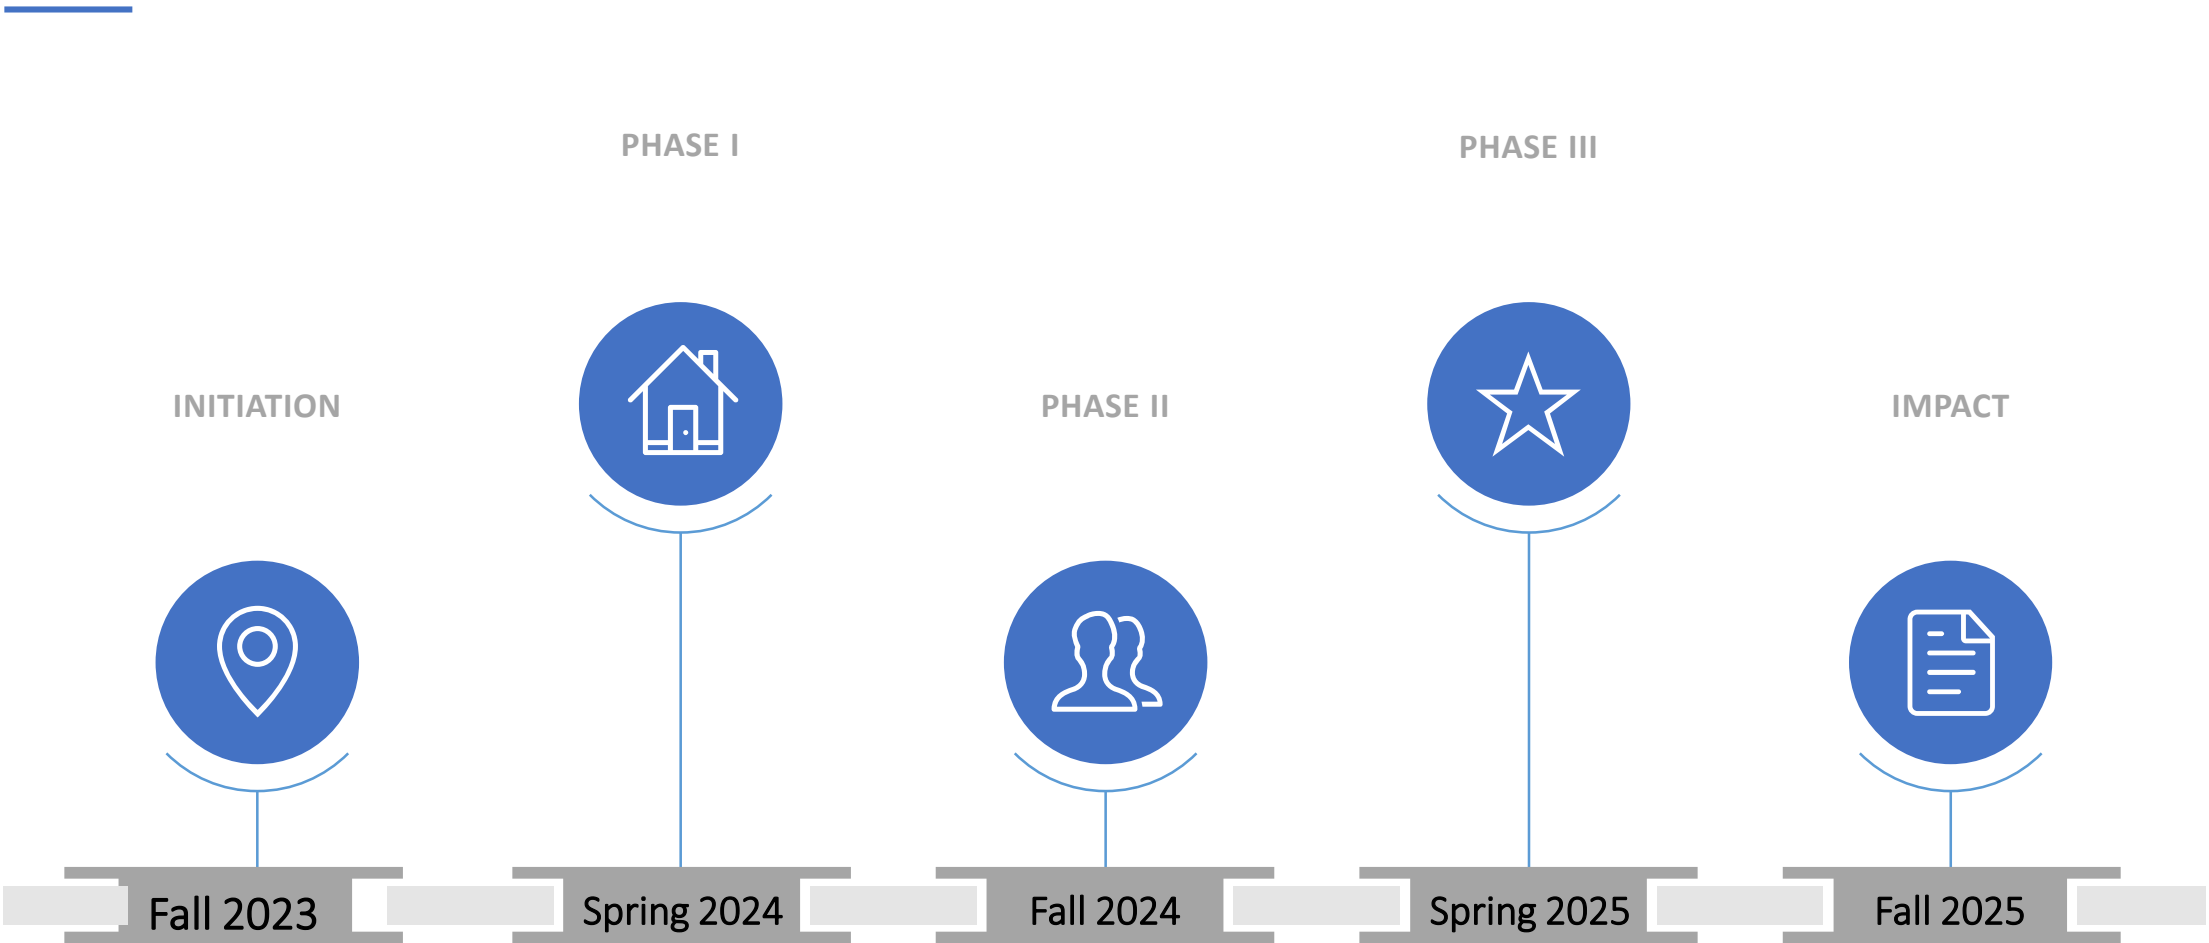 PHASE I
PHASE III
INITIATION
PHASE II
IMPACT
Fall 2023
Spring 2024
Fall 2024
Spring 2025
Fall 2025